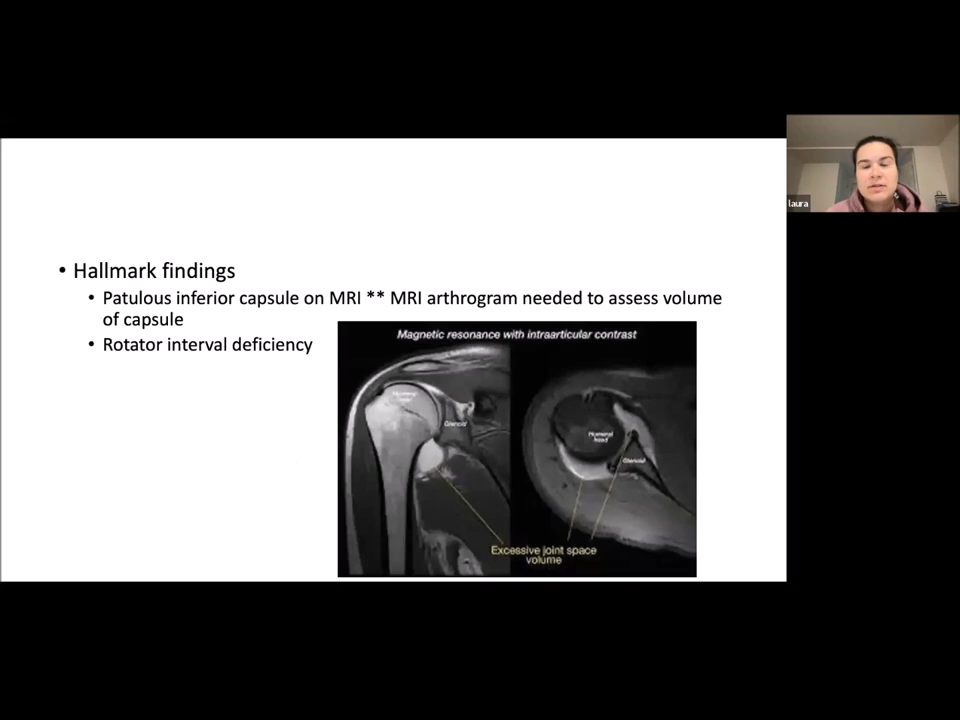 • Hallmark findings
• Patulous inferior capsule on MRI ** MRI arthrogram needed to assess volume
of capsule
• Rotator interval deficiency
Magnetic resonance with intraarticular contrast
Humeral
head
Glenoid
Humeral
head
Glenoid
Excessive joint space
volume
laura